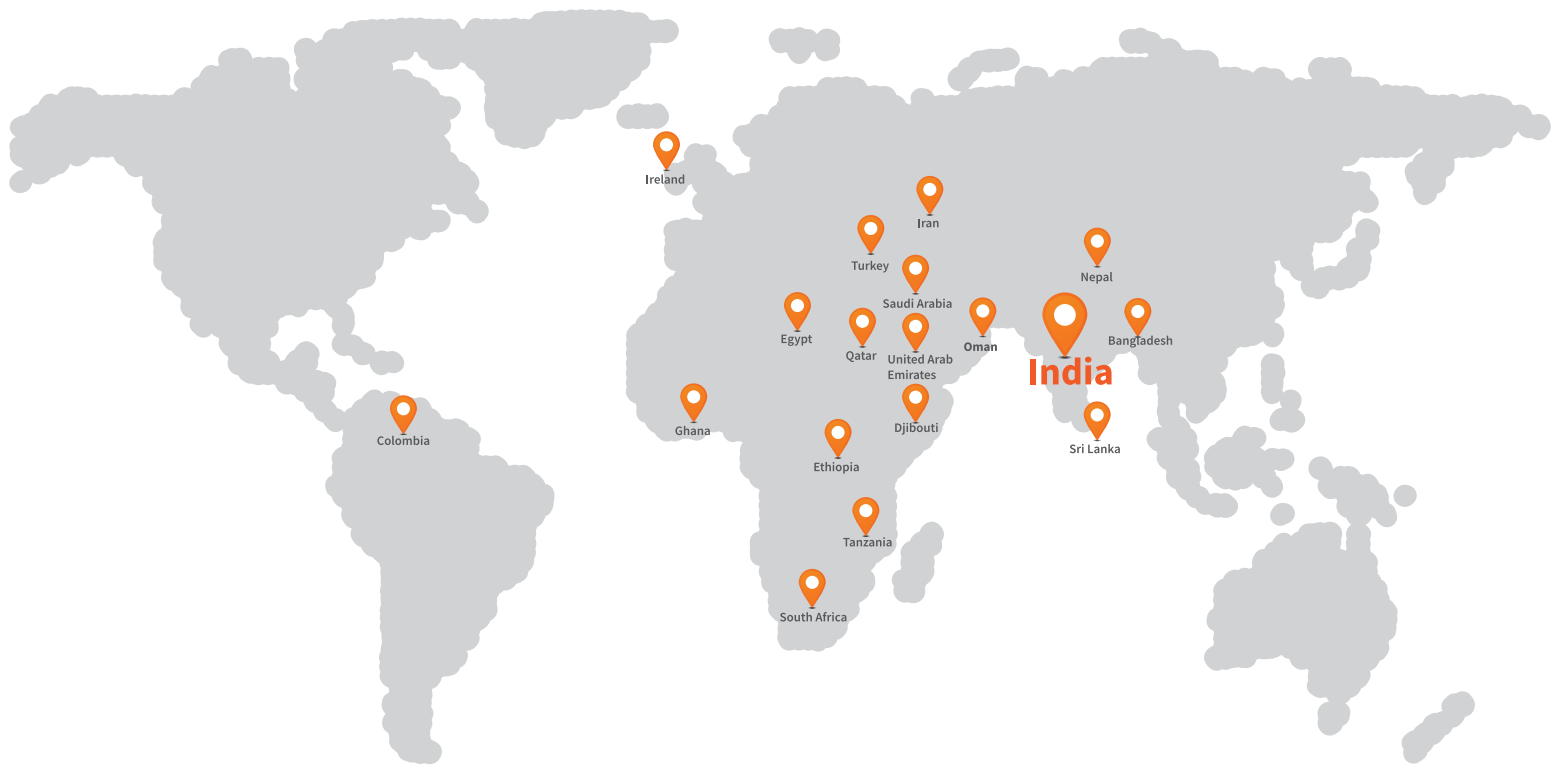 Ireland
Iran
Turkey
Nepal
Saudi Arabia
Egypt
Qatar
Oman
Bangladesh
United Arab
Emirates
India
Ghana
Djibouti
Colombia
Sri Lanka
Ethiopia
Tanzania
South Africa